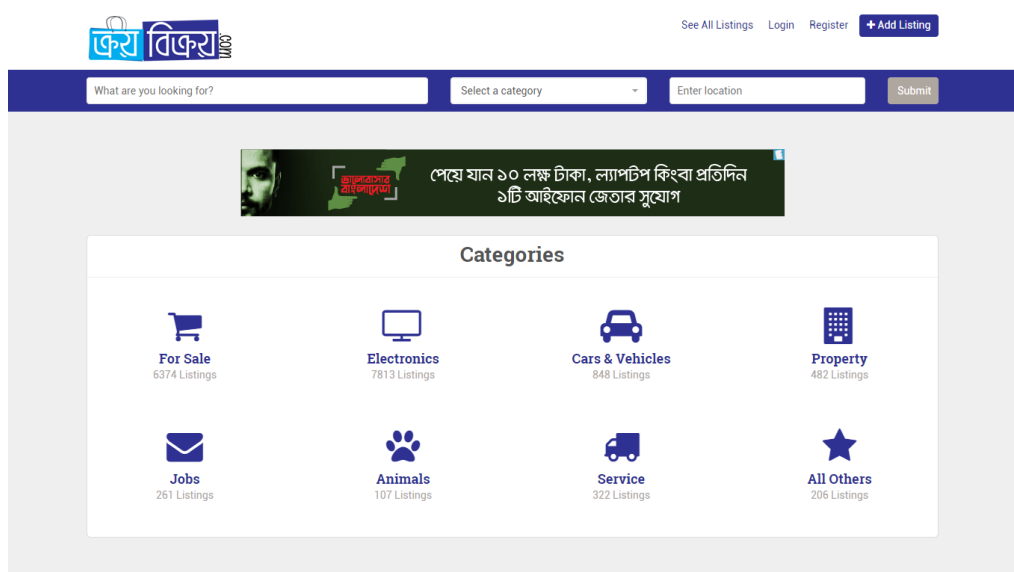 ক্রয় বিক্রয়.com
See All Listings Login Register + Add Listing
What are you looking for? Select a category Enter location Submit
ভালোবাসার
বাংলাদেশ
পেয়ে যান ১০ লক্ষ টাকা, ল্যাপটপ কিংবা প্রতিদিন
১টি আইফোন জেতার সুযোগ
Categories
For Sale Electronics Cars & Vehicles Property
6374 Listings 7813 Listings 848 Listings 482 Listings
Jobs Animals Service All Others
261 Listings 107 Listings 322 Listings 206 Listings